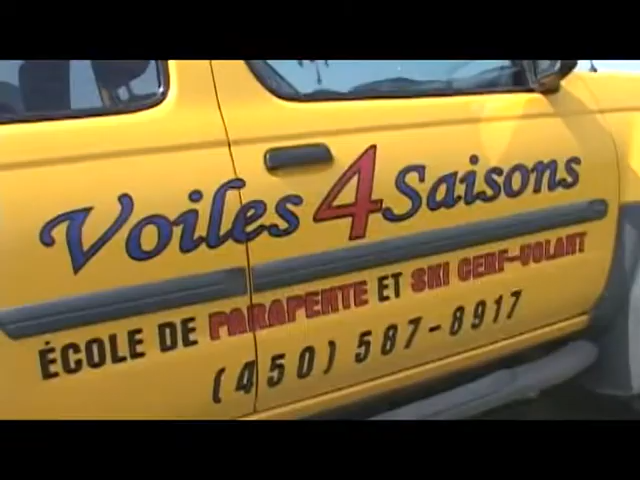 Voiles 4 Saisons
ÉCOLE DE PARAPENTE ET SKI CERF-VOLANT
(450) 587-8917